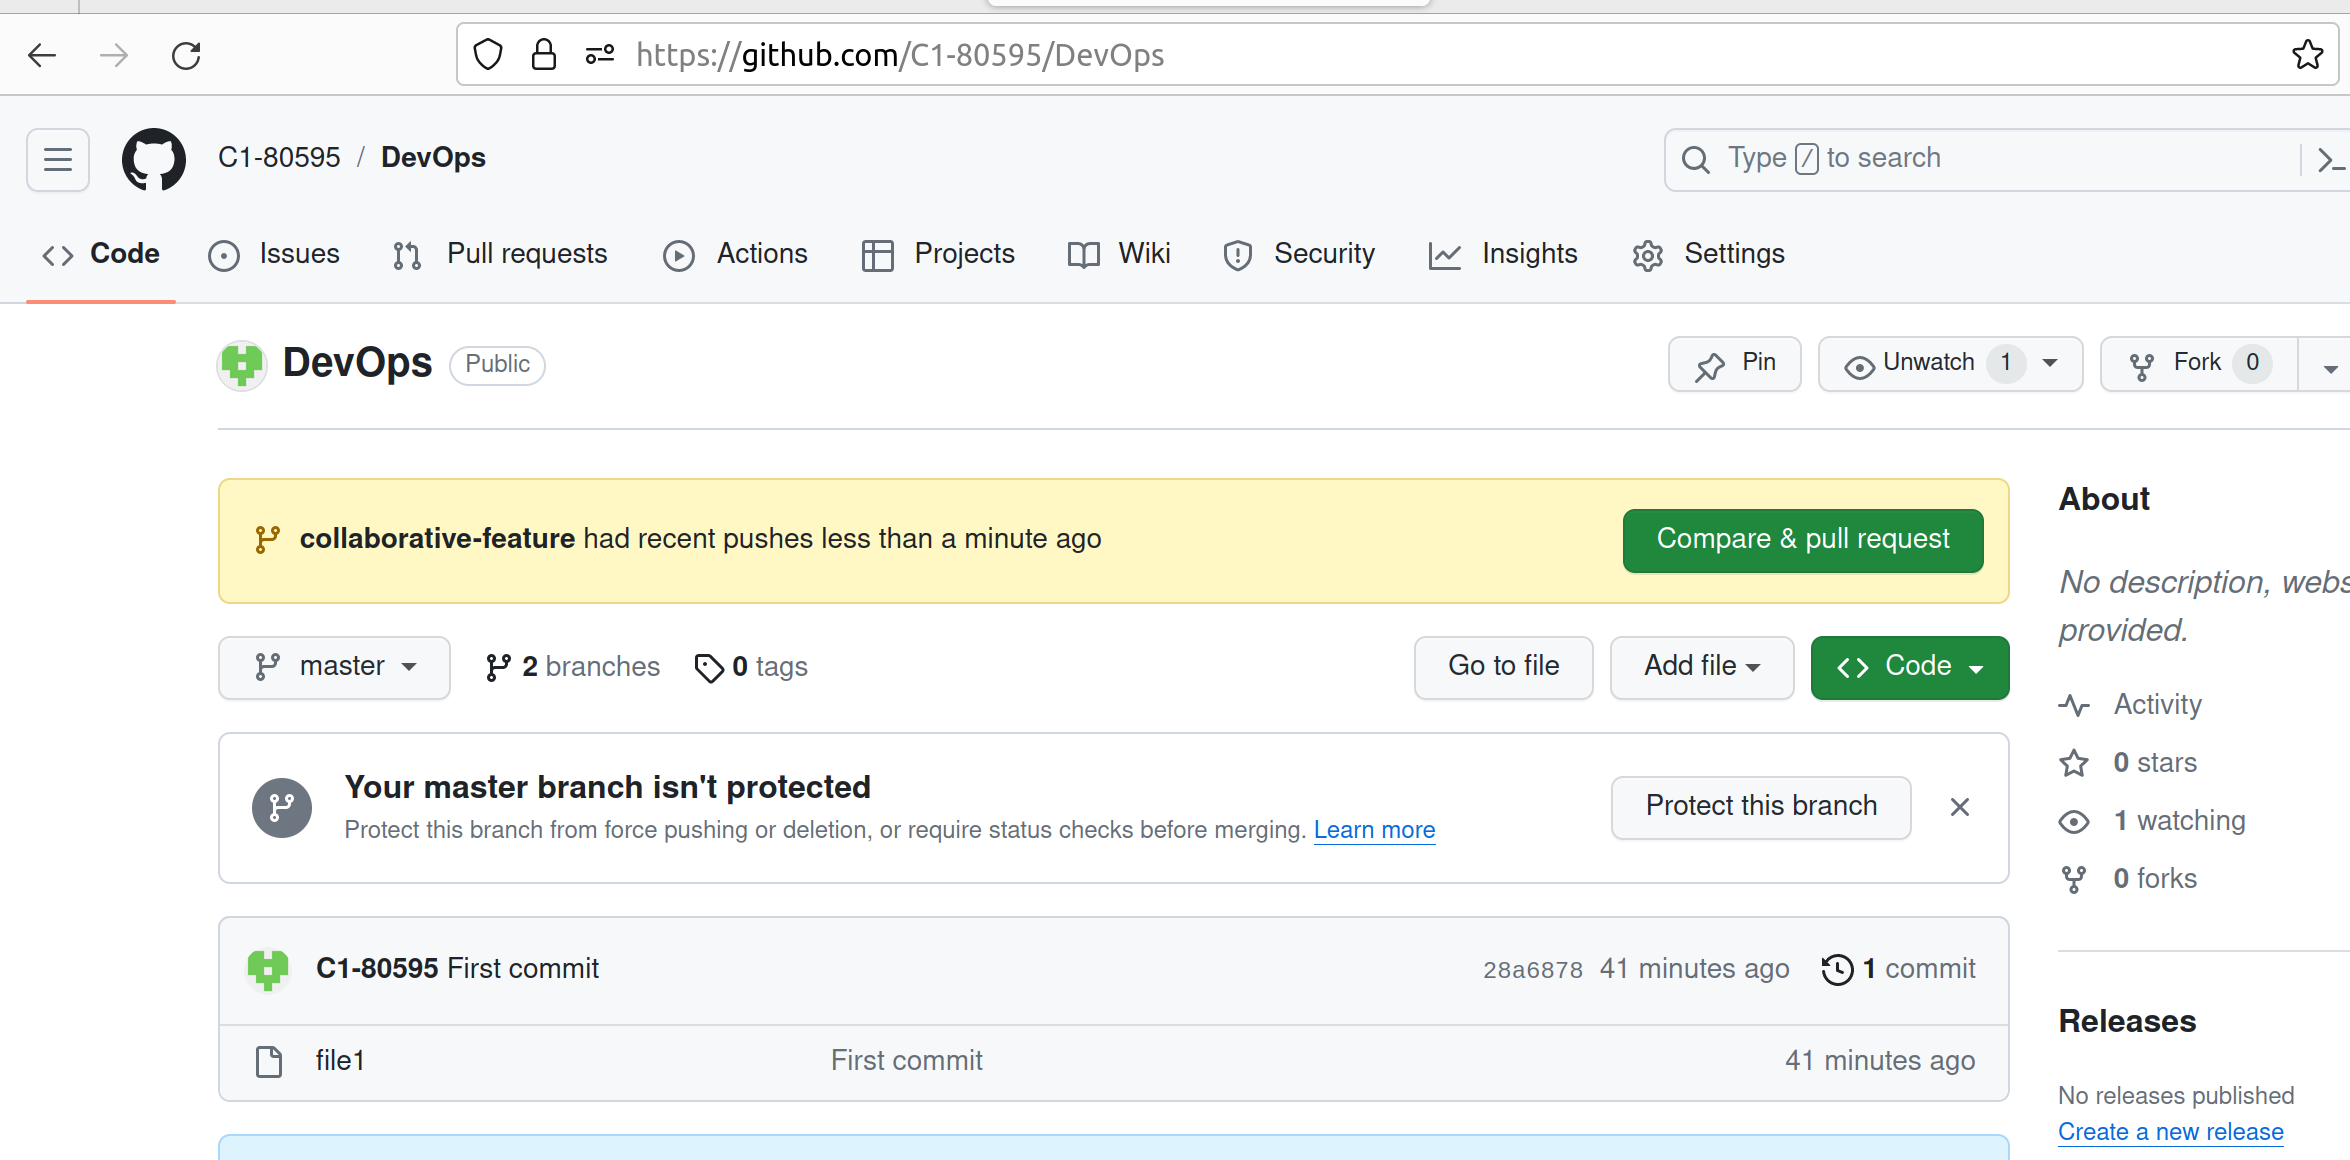 https://github.com/C1-80595/DevOps
C1-80595 / DevOps
Type / to search
Code Issues Pull requests Actions Projects Wiki Security Insights Settings
DevOps Public
Pin Unwatch 1 Fork 0
collaborative-feature had recent pushes less than a minute ago
Compare & pull request
master 2 branches 0 tags
Go to file Add file Code
Your master branch isn't protected
Protect this branch from force pushing or deletion, or require status checks before merging. Learn more
Protect this branch
C1-80595 First commit 28a6878 41 minutes ago 1 commit
file1 First commit 41 minutes ago
About
No description, webs
provided.
Activity
0 stars
1 watching
0 forks
Releases
No releases published
Create a new release